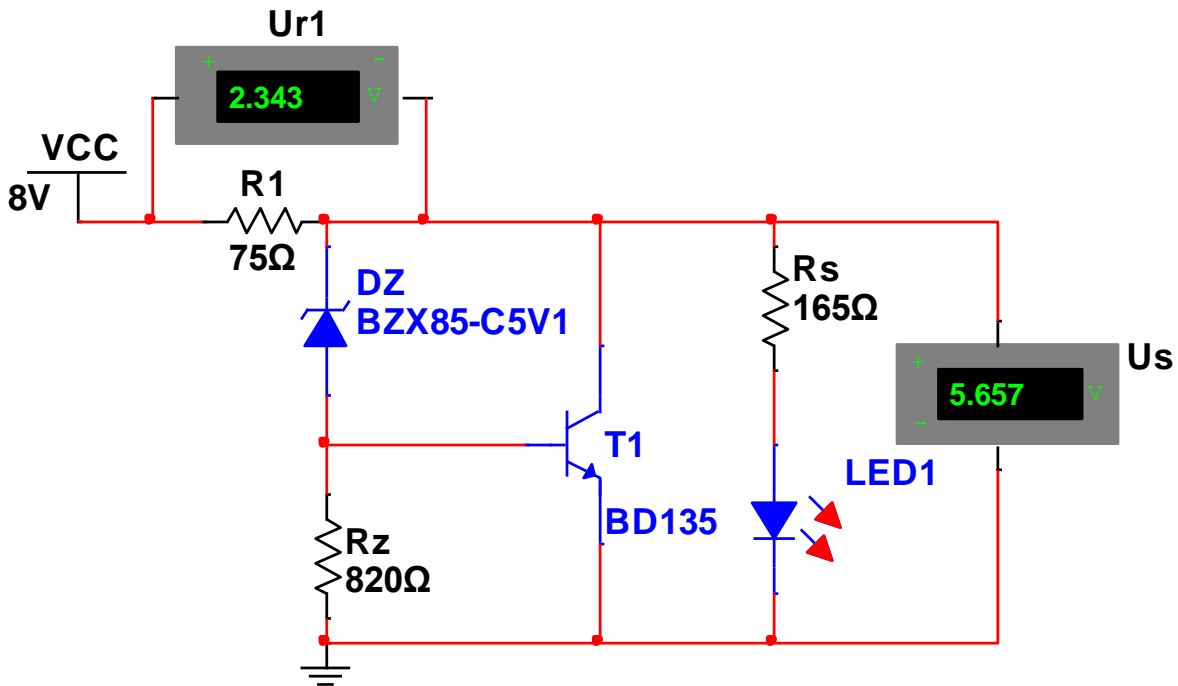 Ur1
+ −
2.343 V
VCC
8V
R1
75Ω
DZ
BZX85-C5V1
Rs
165Ω
Us
+
5.657 V
−
T1
BD135
LED1
Rz
820Ω